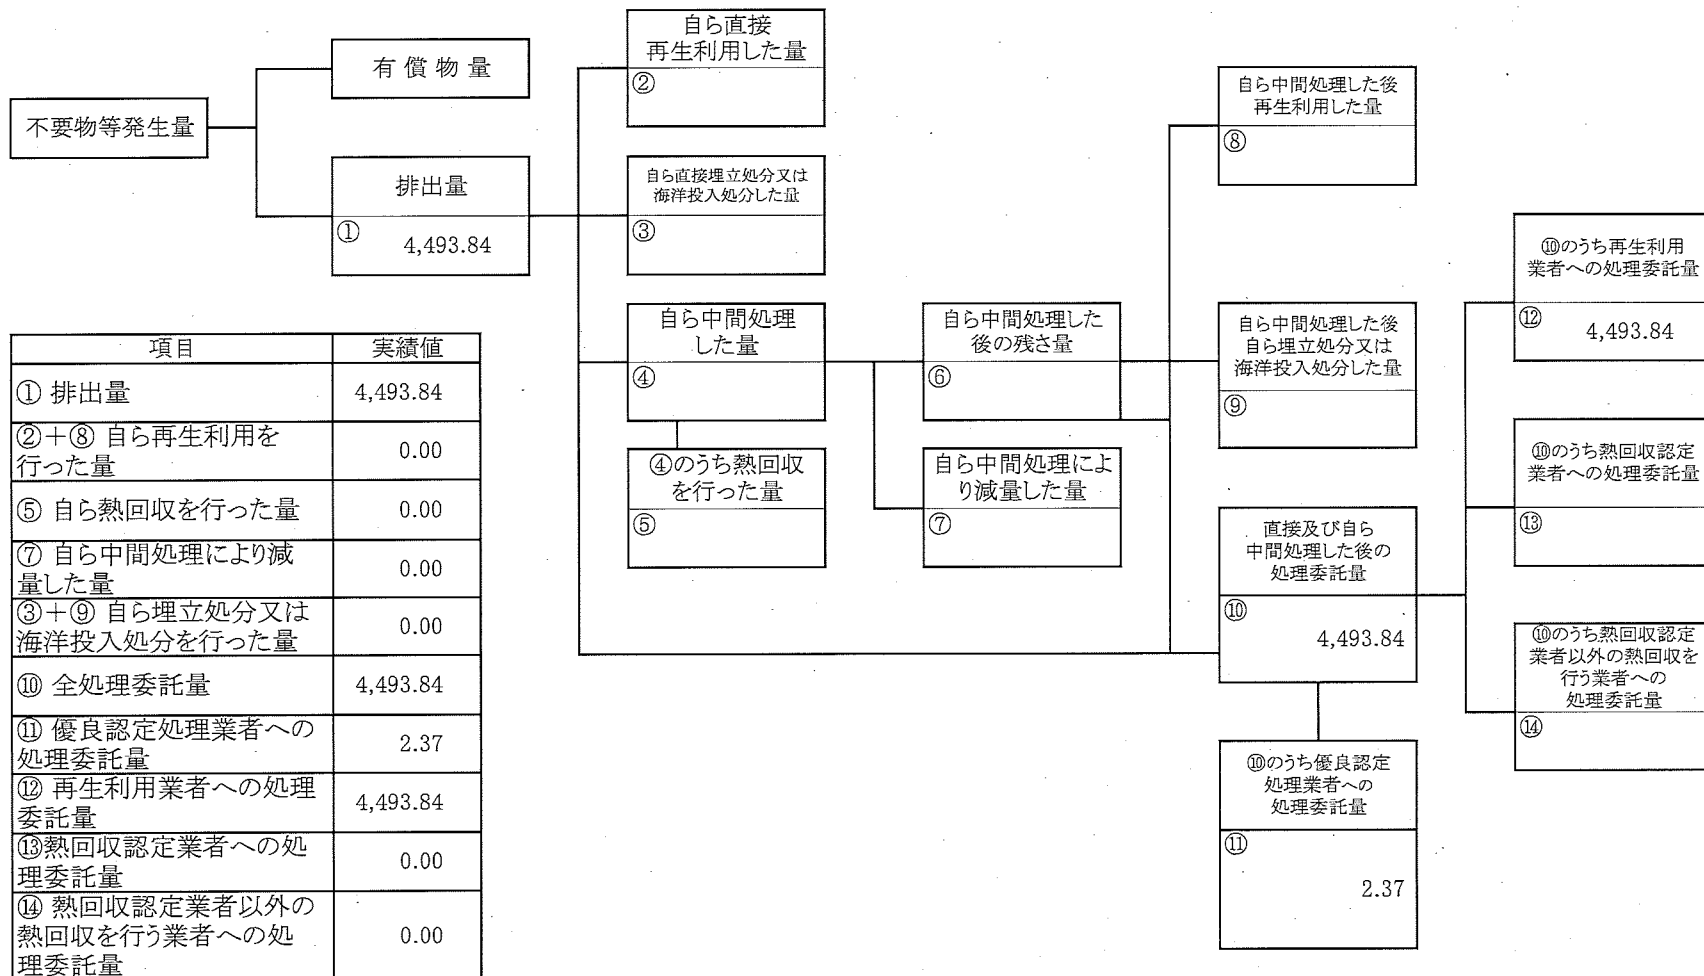 不要物等発生量
有償物量
排出量
①
4,493.84
自ら直接
再生利用した量
②
自ら直接埋立処分又は
海洋投入処分した量
③
自ら中間処理
した量
④
④のうち熱回収
を行った量
⑤
自ら中間処理した
後の残さ量
⑥
自ら中間処理によ
り減量した量
⑦
自ら中間処理した後
再生利用した量
⑧
自ら中間処理した後
自ら埋立処分又は
海洋投入処分した量
⑨
直接及び自ら
中間処理した後の
処理委託量
⑩
4,493.84
⑩のうち優良認定
処理業者への
処理委託量
⑪
2.37
⑩のうち再生利用
業者への処理委託量
⑫
4,493.84
⑩のうち熱回収認定
業者への処理委託量
⑬
⑩のうち熱回収認定
業者以外の熱回収を
行う業者への
処理委託量
⑭
項目 実績値
① 排出量 4,493.84
②+⑧ 自ら再生利用を
行った量 0.00
⑤ 自ら熱回収を行った量 0.00
⑦ 自ら中間処理により減
量した量 0.00
③+⑨ 自ら埋立処分又は
海洋投入処分を行った量 0.00
⑩ 全処理委託量 4,493.84
⑪ 優良認定処理業者への
処理委託量 2.37
⑫ 再生利用業者への処理
委託量 4,493.84
⑬熱回収認定業者への処
理委託量 0.00
⑭ 熱回収認定業者以外の
熱回収を行う業者への処
理委託量 0.00